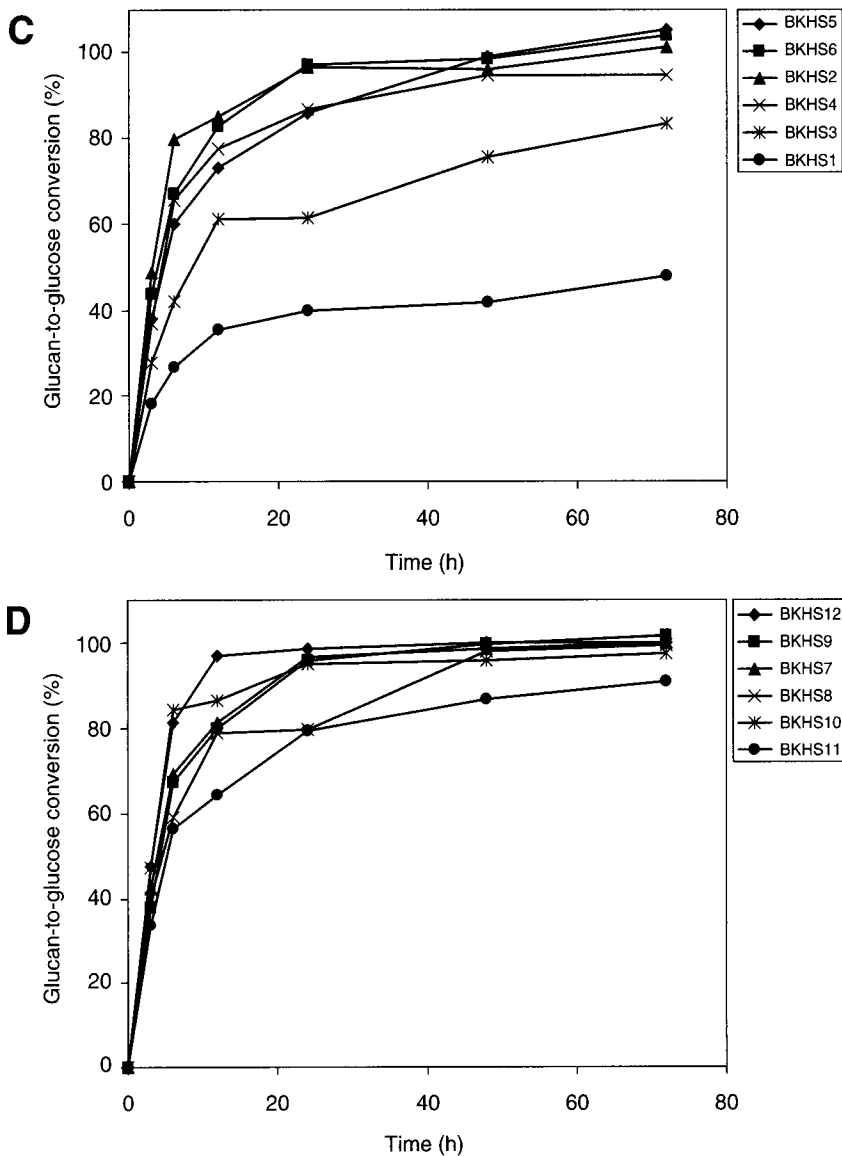 C
Glucan-to-glucose conversion (%)
100
80
60
40
20
0
0 20 40 60 80
Time (h)
BKHS5
BKHS6
BKHS2
BKHS4
BKHS3
BKHS1
D
Glucan-to-glucose conversion (%)
100
80
60
40
20
0
0 20 40 60 80
Time (h)
BKHS12
BKHS9
BKHS7
BKHS8
BKHS10
BKHS11